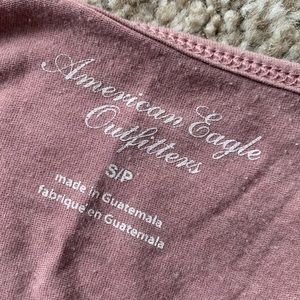 American Eagle
Outfitters
S/P
made in Guatemala
fabriqué en Guatemala